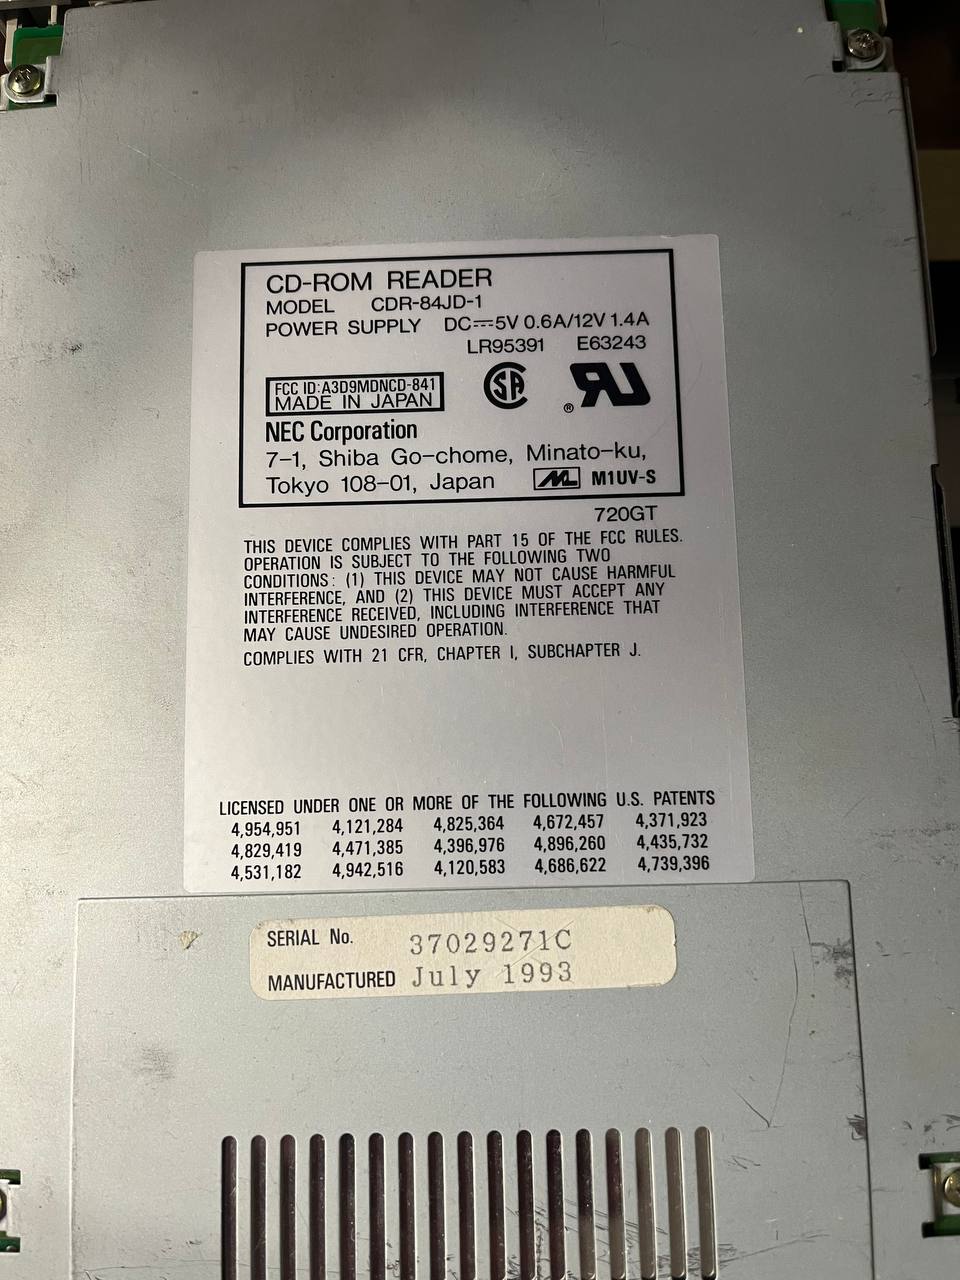 CD-ROM READER
MODEL CDR-84JD-1
POWER SUPPLY DC⎓5V 0.6A/12V 1.4A
LR95391 E63243
FCC ID:A3D9MDNCD-841
MADE IN JAPAN
SA
®
UR
NEC Corporation
7-1, Shiba Go-chome, Minato-ku,
Tokyo 108-01, Japan
ML M1UV-S
720GT
THIS DEVICE COMPLIES WITH PART 15 OF THE FCC RULES.
OPERATION IS SUBJECT TO THE FOLLOWING TWO
CONDITIONS: (1) THIS DEVICE MAY NOT CAUSE HARMFUL
INTERFERENCE, AND (2) THIS DEVICE MUST ACCEPT ANY
INTERFERENCE RECEIVED, INCLUDING INTERFERENCE THAT
MAY CAUSE UNDESIRED OPERATION.
COMPLIES WITH 21 CFR, CHAPTER I, SUBCHAPTER J.
LICENSED UNDER ONE OR MORE OF THE FOLLOWING U.S. PATENTS
4,954,951 4,121,284 4,825,364 4,672,457 4,371,923
4,829,419 4,471,385 4,396,976 4,896,260 4,435,732
4,531,182 4,942,516 4,120,583 4,686,622 4,739,396
SERIAL No. 37029271C
MANUFACTURED July 1993